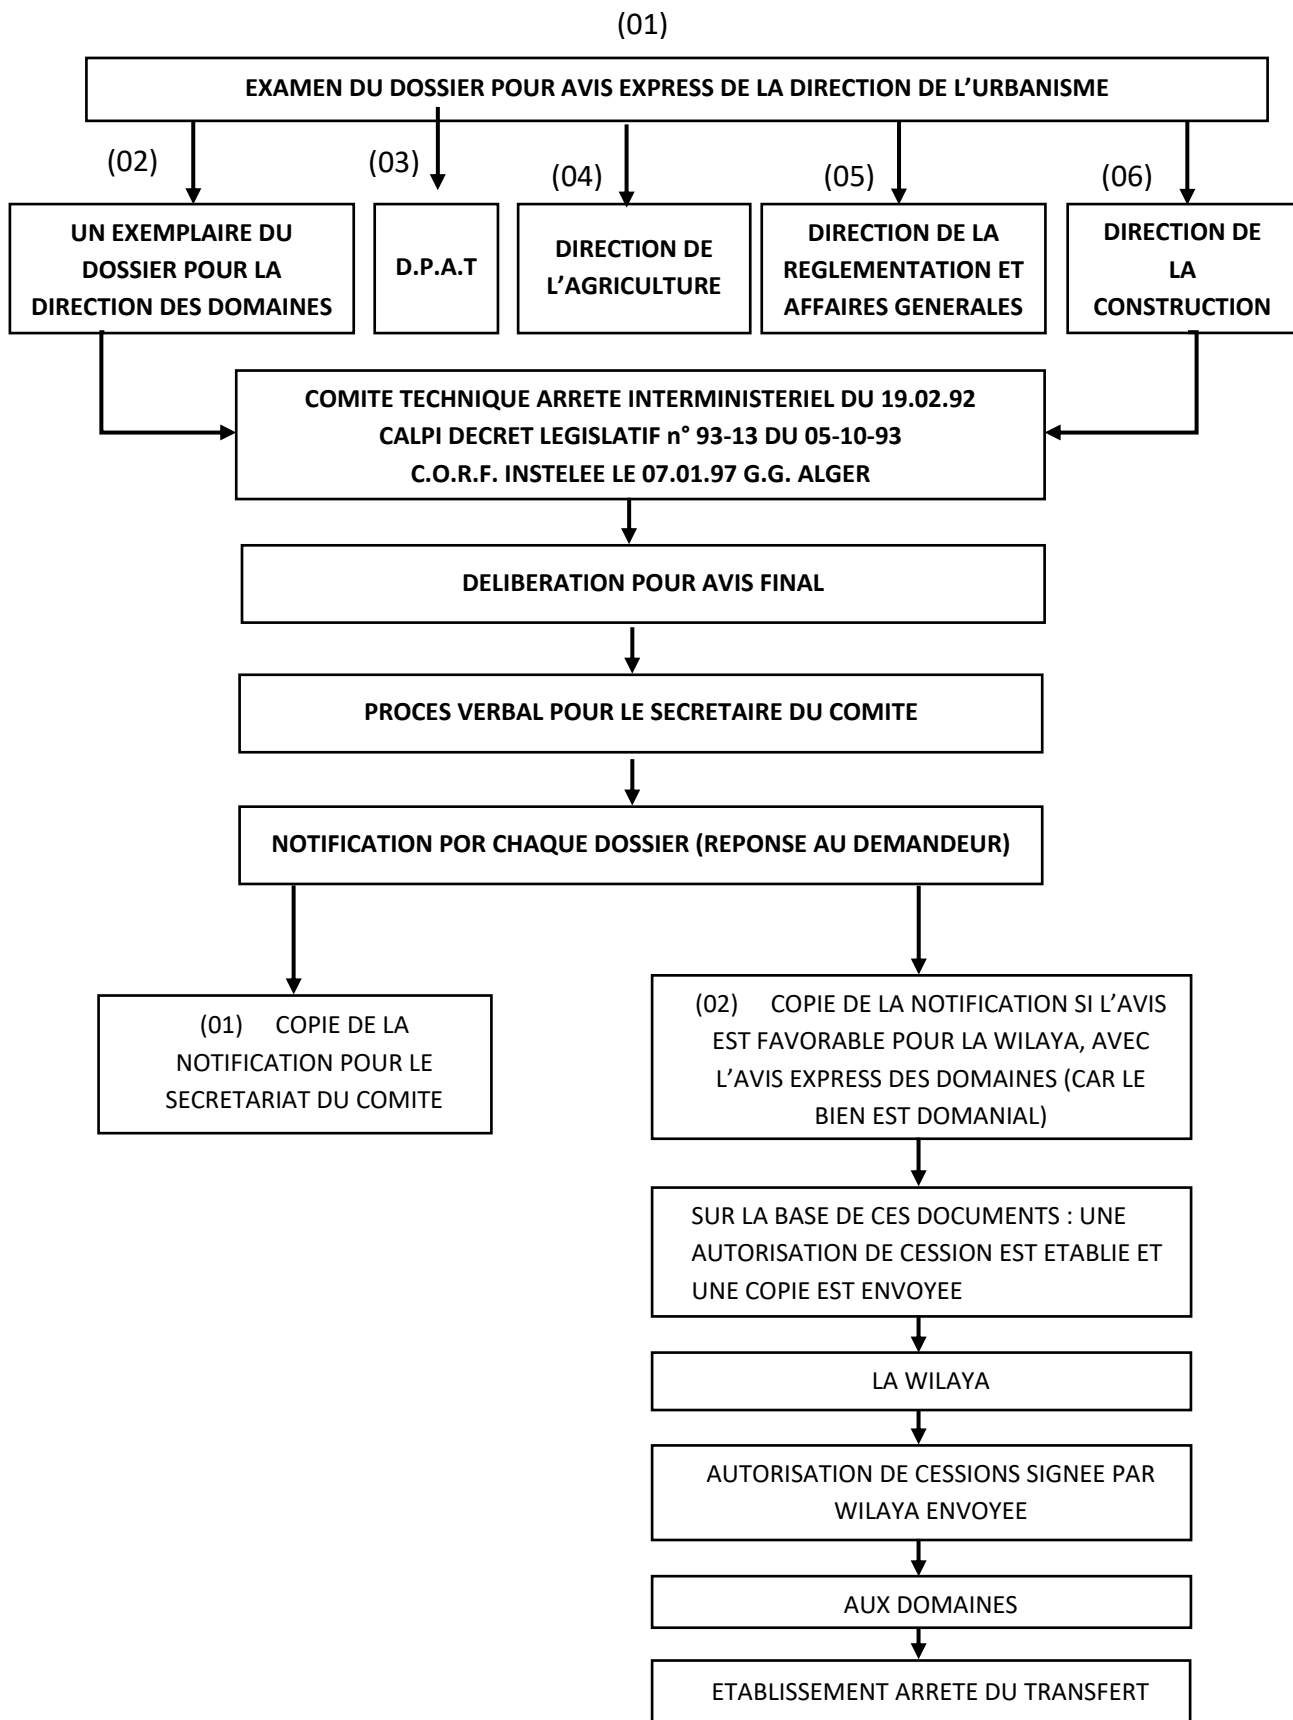 (01)
EXAMEN DU DOSSIER POUR AVIS EXPRESS DE LA DIRECTION DE L’URBANISME
(02)
(03)
(04)
(05)
(06)
UN EXEMPLAIRE DU
DOSSIER POUR LA
DIRECTION DES DOMAINES
D.P.A.T
DIRECTION DE
L’AGRICULTURE
DIRECTION DE LA
REGLEMENTATION ET
AFFAIRES GENERALES
DIRECTION DE
LA
CONSTRUCTION
COMITE TECHNIQUE ARRETE INTERMINISTERIEL DU 19.02.92
CALPI DECRET LEGISLATIF n° 93-13 DU 05-10-93
C.O.R.F. INSTELEE LE 07.01.97 G.G. ALGER
DELIBERATION POUR AVIS FINAL
PROCES VERBAL POUR LE SECRETAIRE DU COMITE
NOTIFICATION POR CHAQUE DOSSIER (REPONSE AU DEMANDEUR)
(01) COPIE DE LA
NOTIFICATION POUR LE
SECRETARIAT DU COMITE
(02) COPIE DE LA NOTIFICATION SI L’AVIS
EST FAVORABLE POUR LA WILAYA, AVEC
L’AVIS EXPRESS DES DOMAINES (CAR LE
BIEN EST DOMANIAL)
SUR LA BASE DE CES DOCUMENTS : UNE
AUTORISATION DE CESSION EST ETABLIE ET
UNE COPIE EST ENVOYEE
LA WILAYA
AUTORISATION DE CESSIONS SIGNEE PAR
WILAYA ENVOYEE
AUX DOMAINES
ETABLISSEMENT ARRETE DU TRANSFERT